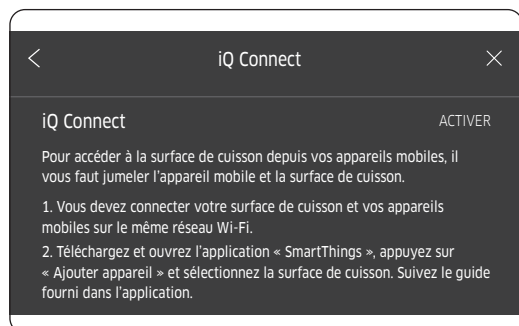 iQ Connect
iQ Connect
ACTIVER
Pour accéder à la surface de cuisson depuis vos appareils mobiles, il
vous faut jumeler l'appareil mobile et la surface de cuisson.
1. Vous devez connecter votre surface de cuisson et vos appareils
mobiles sur le même réseau Wi-Fi.
2. Téléchargez et ouvrez l'application « SmartThings », appuyez sur
« Ajouter appareil » et sélectionnez la surface de cuisson. Suivez le guide
fourni dans l'application.